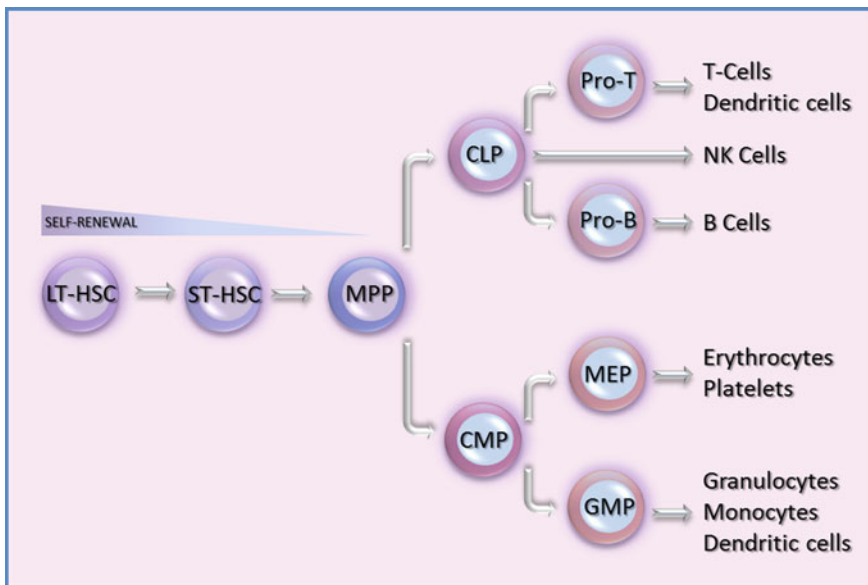 SELF-RENEWAL
LT-HSC
ST-HSC
MPP
CLP
Pro-T
T-Cells
Dendritic cells
NK Cells
Pro-B
B Cells
CMP
MEP
Erythrocytes
Platelets
GMP
Granulocytes
Monocytes
Dendritic cells